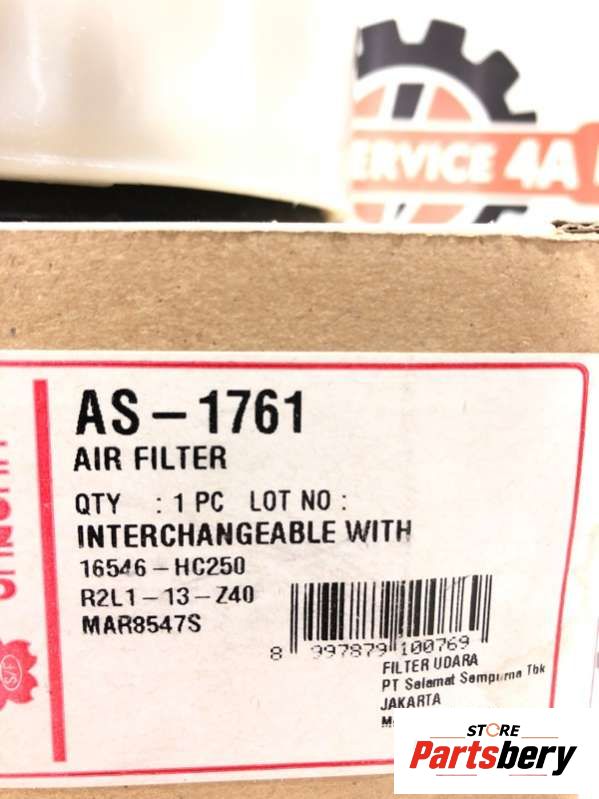 ERVICE 4A
AS-1761
AIR FILTER
QTY : 1 PC LOT NO :
INTERCHANGEABLE WITH
16546-HC250
R2L1-13-Z40
MAR8547S
8 997879 100769
FILTER UDARA
PT Selamat Sempurna Tbk
JAKARTA
SAKURA
STORE
Partsbery